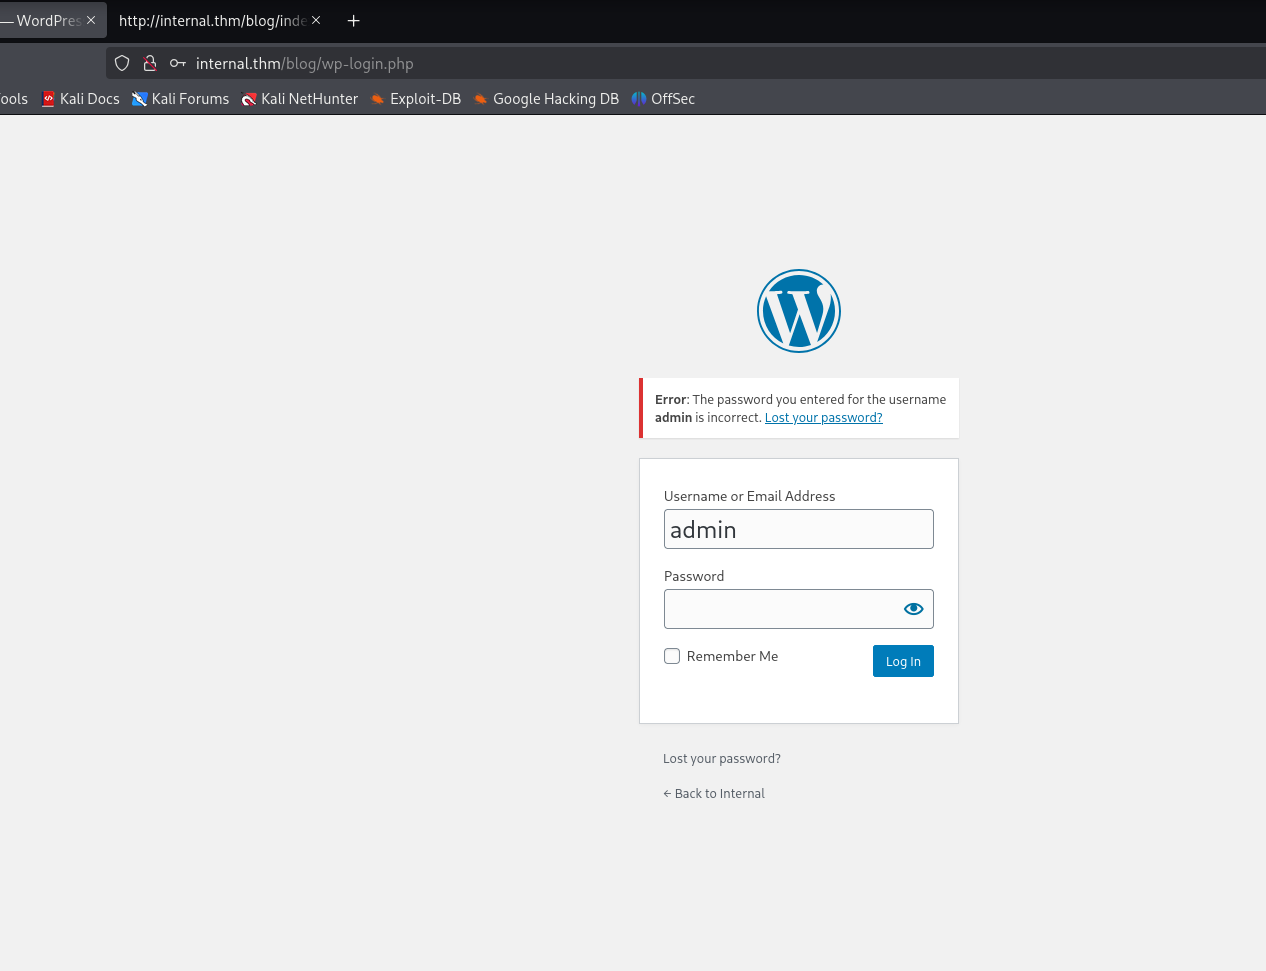 — WordPres
http://internal.thm/blog/inde
internal.thm/blog/wp-login.php
ools Kali Docs Kali Forums Kali NetHunter Exploit-DB Google Hacking DB OffSec
Error: The password you entered for the username
admin is incorrect. Lost your password?
Username or Email Address
admin
Password
Remember Me
Log In
Lost your password?
← Back to Internal